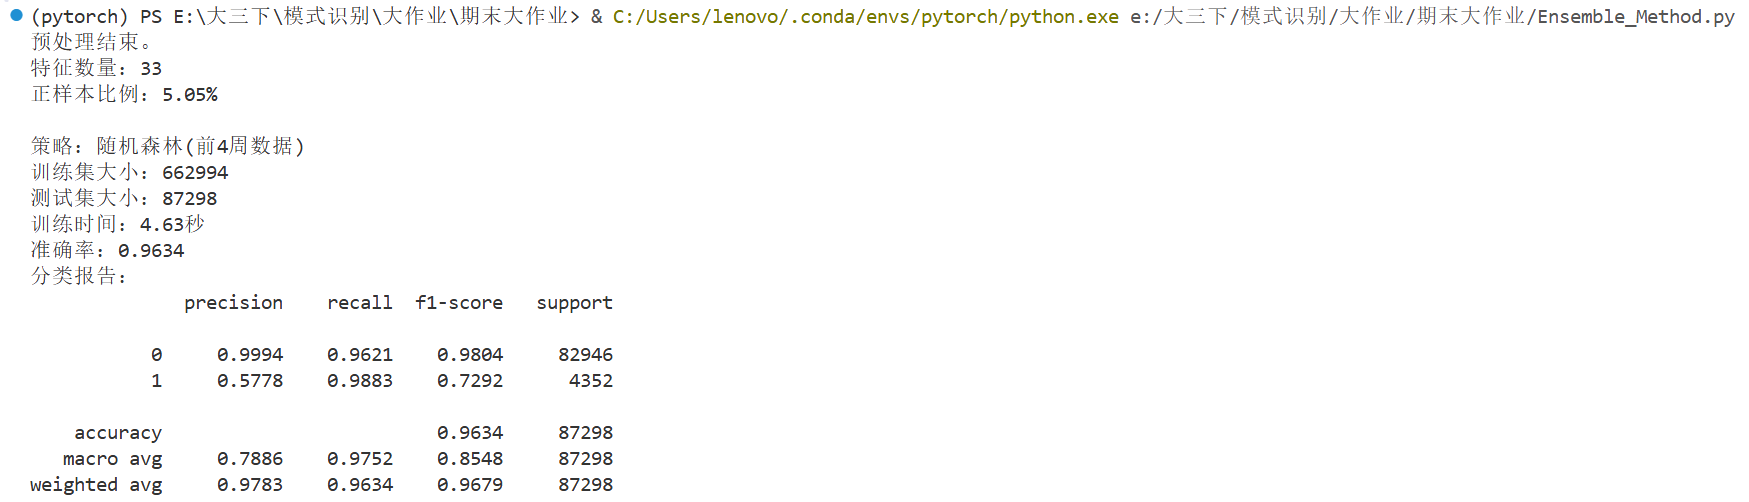 (pytorch) PS E:\大三下\模式识别\大作业\期末大作业> & C:/Users/lenovo/.conda/envs/pytorch/python.exe e:/大三下/模式识别/大作业/期末大作业/Ensemble_Method.py
预处理结束。
特征数量: 33
正样本比例: 5.05%
策略: 随机森林(前4周数据)
训练集大小: 662994
测试集大小: 87298
训练时间: 4.63秒
准确率: 0.9634
分类报告:
precision recall f1-score support
0 0.9994 0.9621 0.9804 82946
1 0.5778 0.9883 0.7292 4352
accuracy 0.9634 87298
macro avg 0.7886 0.9752 0.8548 87298
weighted avg 0.9783 0.9634 0.9679 87298